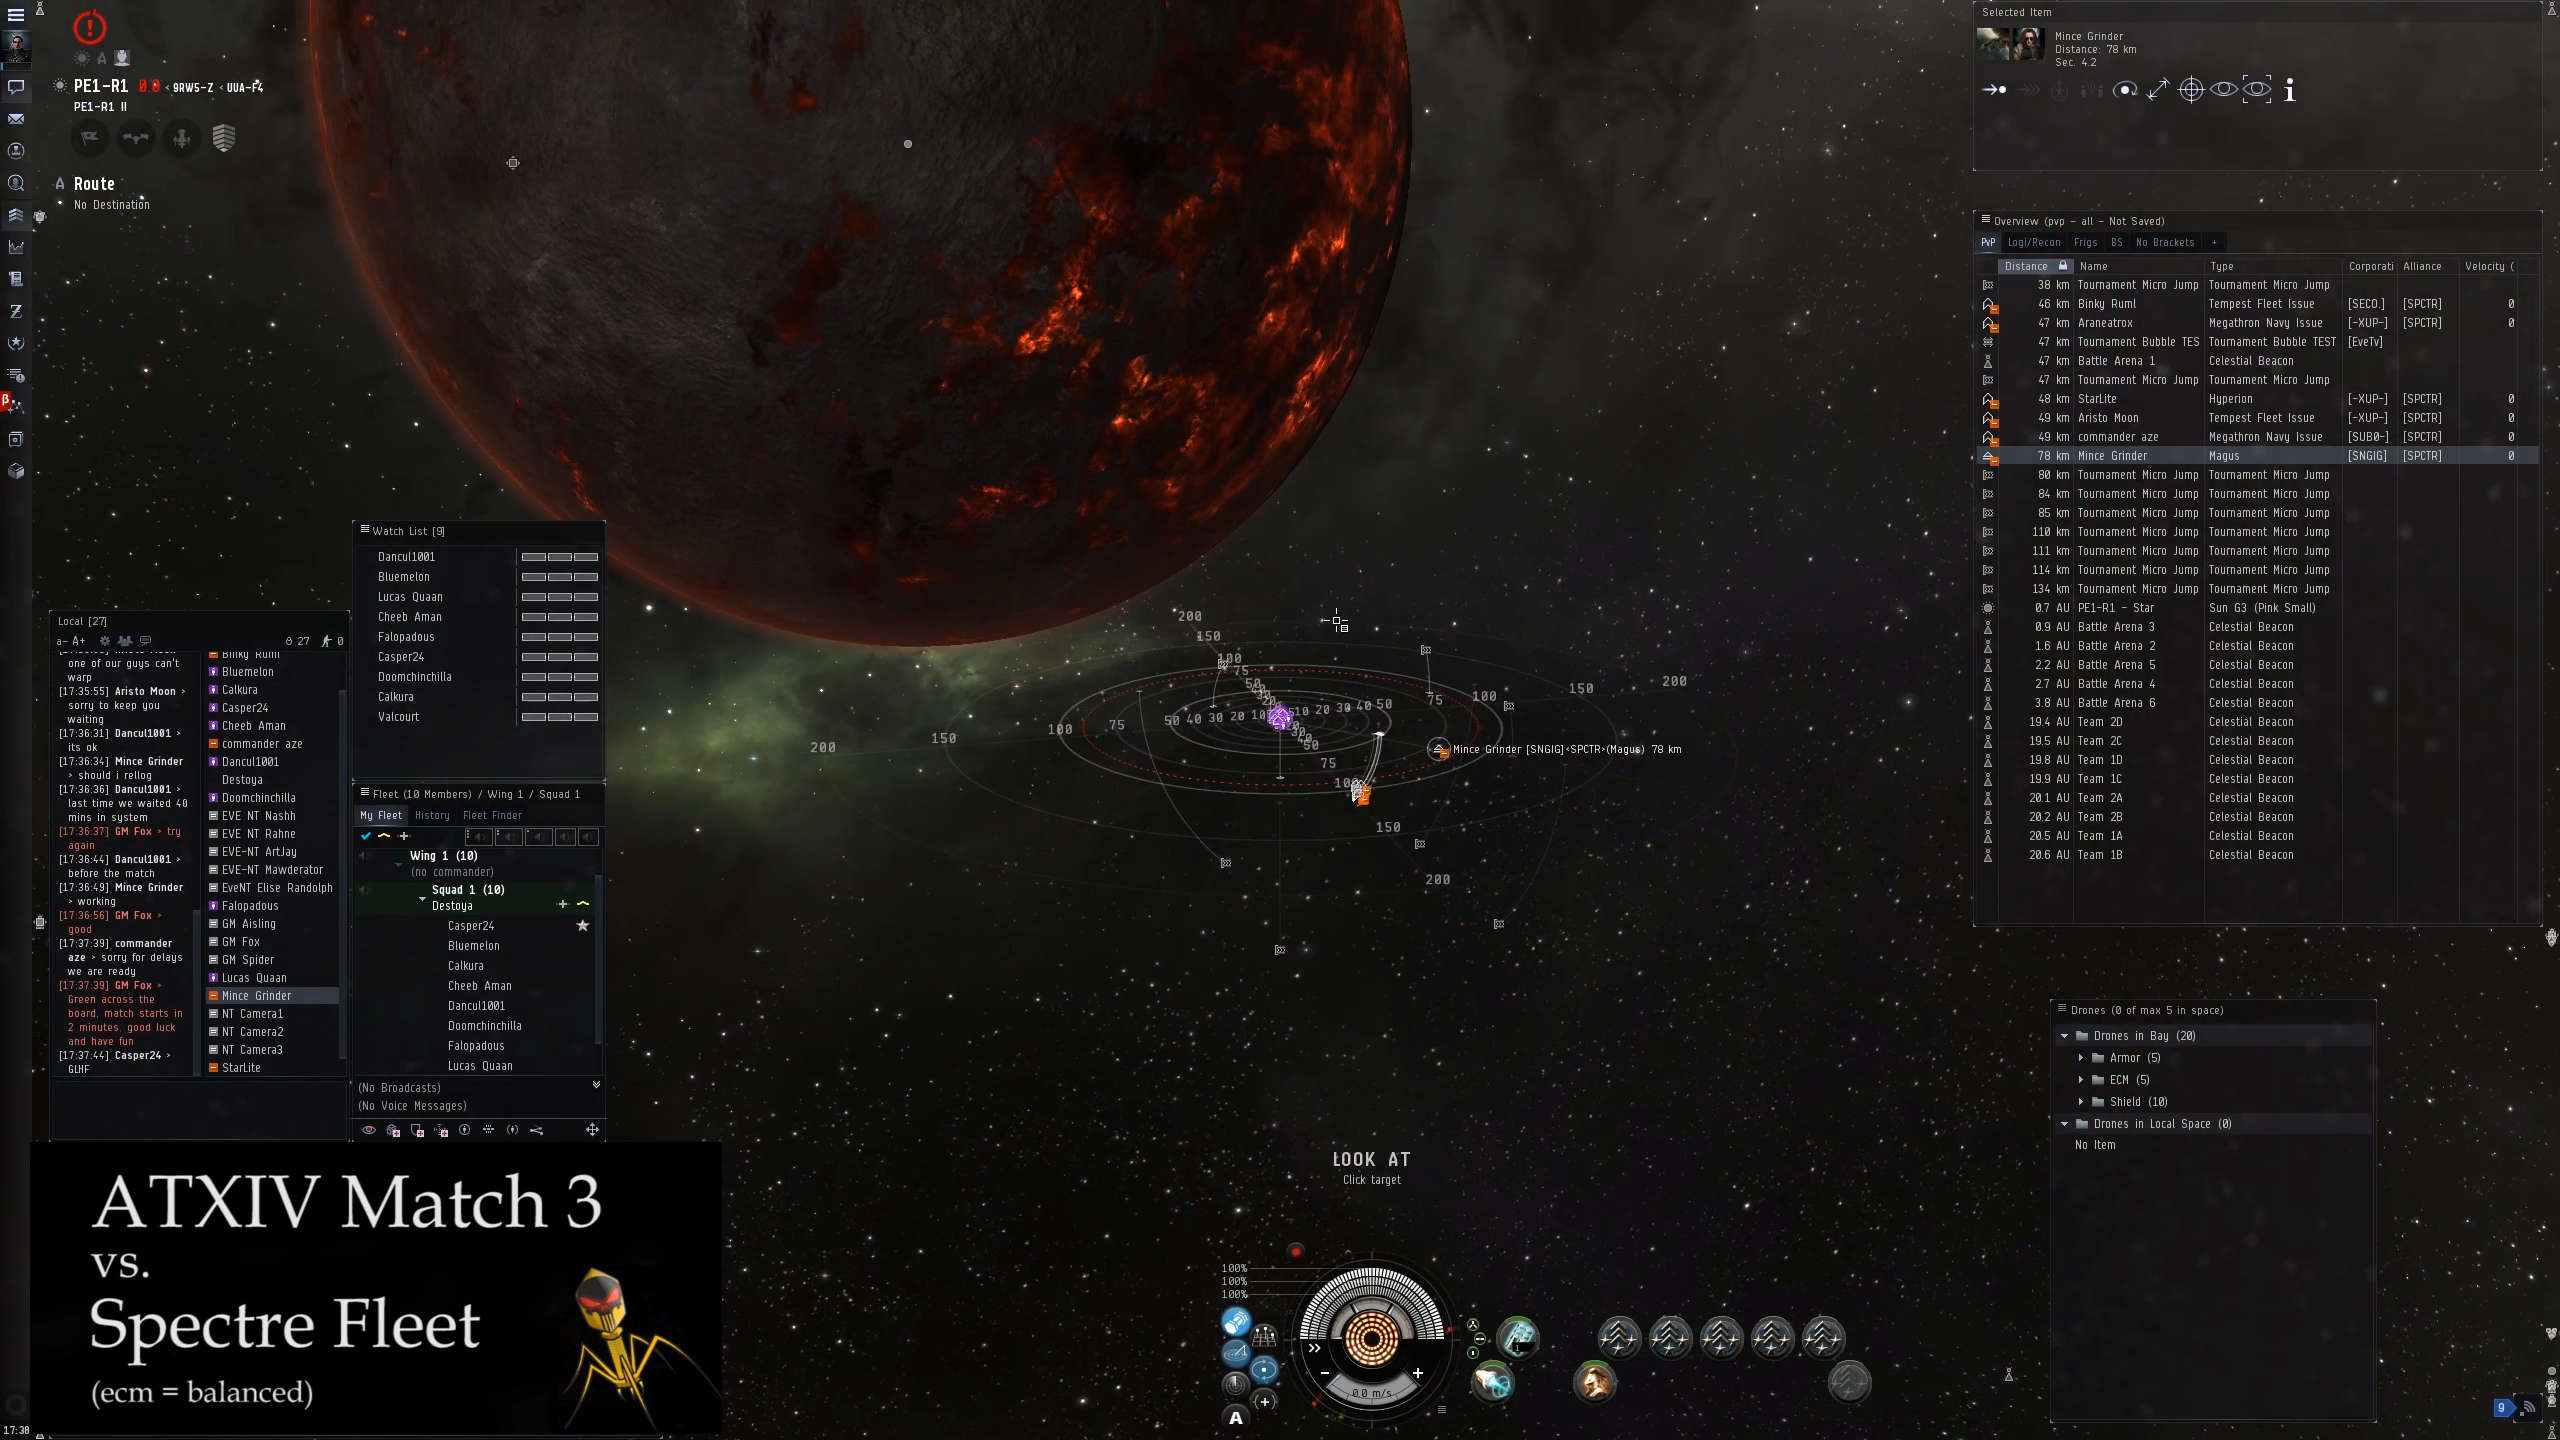 PE1-R1 0.0 < 9RW5-Z < UUA-F4
PE1-R1 II
Route
No Destination
Local [27]
a- A+ 27 0
one of our guys can't
warp
[17:35:55] Aristo Moon >
sorry to keep you
waiting
[17:36:31] Dancul1001 >
its ok
[17:36:34] Mince Grinder
> should i rellog
[17:36:36] Dancul1001 >
last time we waited 40
mins in system
[17:36:37] GM Fox > try
again
[17:36:44] Dancul1001 >
before the match
[17:36:49] Mince Grinder
> working
[17:36:56] GM Fox >
good
[17:37:39] commander
aze > sorry for delays
we are ready
[17:37:39] GM Fox >
Green across the
board, match starts in
2 minutes, good luck
and have fun
[17:37:44] Casper24 >
GLHF
Binky Ruml
Bluemelon
Calkura
Casper24
Cheeb Aman
commander aze
Dancul1001
Destoya
Doomchinchilla
EVE NT Nashh
EVE NT Rahne
EVE-NT ArtJay
EVE-NT Mawderator
EveNT Elise Randolph
Falopadous
GM Aisling
GM Fox
GM Spider
Lucas Quaan
Mince Grinder
NT Camera1
NT Camera2
NT Camera3
StarLite
Watch List [9]
Dancul1001
Bluemelon
Lucas Quaan
Cheeb Aman
Falopadous
Casper24
Doomchinchilla
Calkura
Valcourt
Fleet (10 Members) / Wing 1 / Squad 1
My Fleet History Fleet Finder
Wing 1 (10)
(no commander)
Squad 1 (10)
Destoya
Casper24
Bluemelon
Calkura
Cheeb Aman
Dancul1001
Doomchinchilla
Falopadous
Lucas Quaan
(No Broadcasts)
(No Voice Messages)
ATXIV Match 3
vs.
Spectre Fleet
(ecm = balanced)
17:38
Mince Grinder [SNGIG]<SPCTR>(Magus) 78 km
LOOK AT
Click target
100%
100%
100%
0.0 m/s
Selected Item
Mince Grinder
Distance: 78 km
Sec. 4.2
Overview (pvp - all - Not Saved)
PvP Logi/Recon Frigs BS No Brackets +
Distance Name Type Corporati Alliance Velocity (
38 km Tournament Micro Jump Tournament Micro Jump
46 km Binky Ruml Tempest Fleet Issue [SECO.] [SPCTR] 0
47 km Araneatrox Megathron Navy Issue [-XUP-] [SPCTR] 0
47 km Tournament Bubble TES Tournament Bubble TEST [EveTv]
47 km Battle Arena 1 Celestial Beacon
47 km Tournament Micro Jump Tournament Micro Jump
48 km StarLite Hyperion [-XUP-] [SPCTR] 0
49 km Aristo Moon Tempest Fleet Issue [-XUP-] [SPCTR] 0
49 km commander aze Megathron Navy Issue [SUB0-] [SPCTR] 0
78 km Mince Grinder Magus [SNGIG] [SPCTR] 0
80 km Tournament Micro Jump Tournament Micro Jump
84 km Tournament Micro Jump Tournament Micro Jump
85 km Tournament Micro Jump Tournament Micro Jump
110 km Tournament Micro Jump Tournament Micro Jump
111 km Tournament Micro Jump Tournament Micro Jump
114 km Tournament Micro Jump Tournament Micro Jump
134 km Tournament Micro Jump Tournament Micro Jump
0.7 AU PE1-R1 - Star Sun G3 (Pink Small)
0.9 AU Battle Arena 3 Celestial Beacon
1.6 AU Battle Arena 2 Celestial Beacon
2.2 AU Battle Arena 5 Celestial Beacon
2.7 AU Battle Arena 4 Celestial Beacon
3.8 AU Battle Arena 6 Celestial Beacon
19.4 AU Team 2D Celestial Beacon
19.5 AU Team 2C Celestial Beacon
19.8 AU Team 1D Celestial Beacon
19.9 AU Team 1C Celestial Beacon
20.1 AU Team 2A Celestial Beacon
20.2 AU Team 2B Celestial Beacon
20.5 AU Team 1A Celestial Beacon
20.6 AU Team 1B Celestial Beacon
Drones (0 of max 5 in space)
Drones in Bay (20)
Armor (5)
ECM (5)
Shield (10)
Drones in Local Space (0)
No Item
9